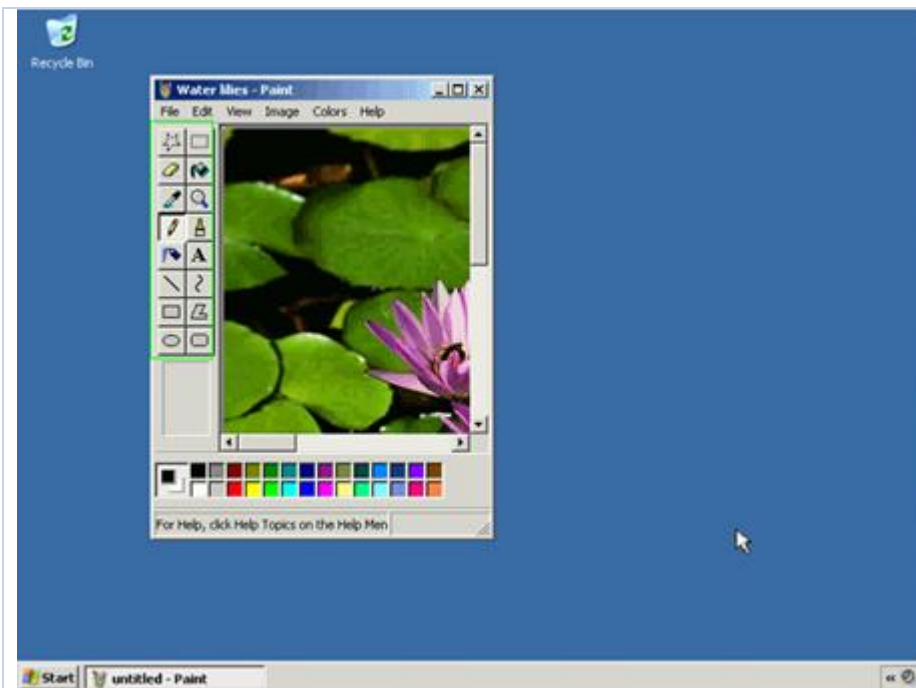 Recycle Bin
Water lilies - Paint
File Edit View Image Colors Help
A
For Help, click Help Topics on the Help Men
Start
untitled - Paint
«